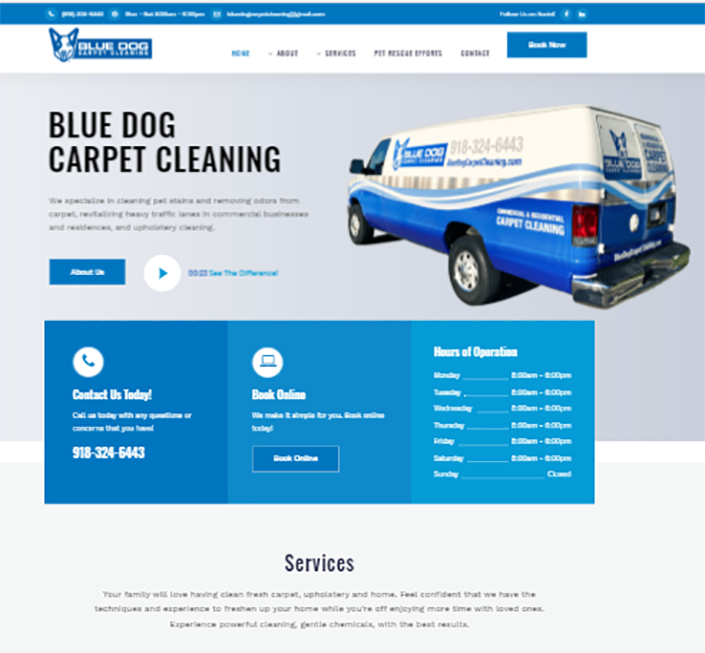 (918) 324-6443
Mon - Sat 8:00am - 6:00pm
Follow Us on Social
BLUE DOG
CARPET CLEANING
HOME
ABOUT
SERVICES
PET RESCUE EFFORTS
CONTACT
Book Now
BLUE DOG
CARPET CLEANING
We specialize in cleaning pet stains and removing odors from
carpet, revitalizing heavy traffic lanes in commercial businesses
and residences, and upholstery cleaning.
About Us
00:23 See The Difference!
BLUE DOG
CARPET CLEANING
918-324-6443
BlueDogCarpetCleaning.com
COMMERCIAL & RESIDENTIAL
CARPET CLEANING
BLUE DOG
Contact Us Today!
Call us today with any questions or
concerns that you have!
918-324-6443
Book Online
We make it simple for you. Book online
today!
Book Online
Hours of Operation
Monday 8:00am - 6:00pm
Tuesday 8:00am - 6:00pm
Wednesday 8:00am - 6:00pm
Thursday 8:00am - 6:00pm
Friday 8:00am - 6:00pm
Saturday 8:00am - 6:00pm
Sunday Closed
Services
Your family will love having clean fresh carpet, upholstery and home. Feel confident that we have the
techniques and experience to freshen up your home while you're off enjoying more time with loved ones.
Experience powerful cleaning, gentle chemicals, with the best results.